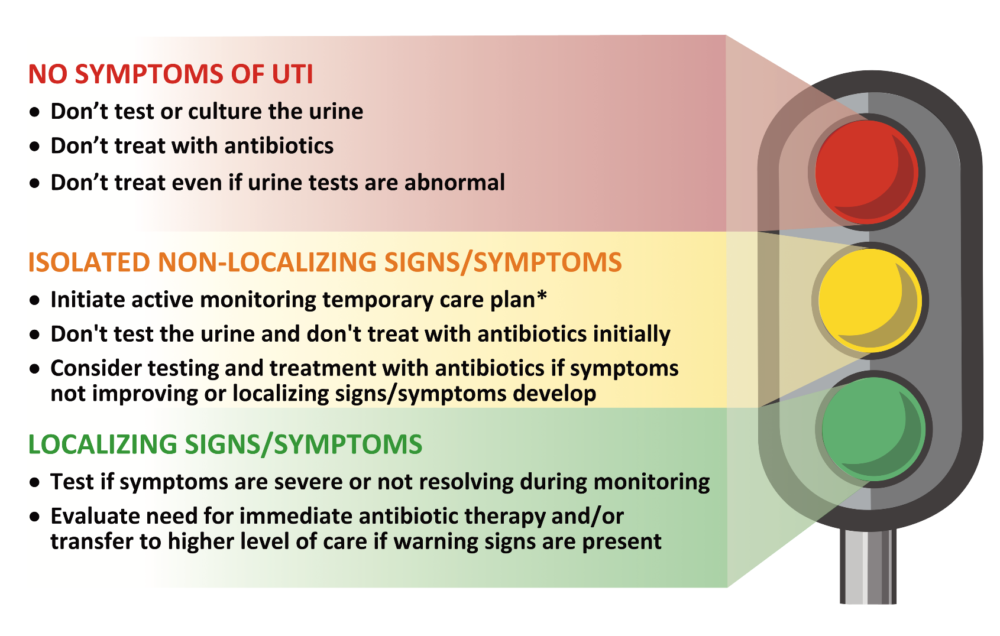 NO SYMPTOMS OF UTI
● Don’t test or culture the urine
● Don’t treat with antibiotics
● Don’t treat even if urine tests are abnormal
ISOLATED NON-LOCALIZING SIGNS/SYMPTOMS
● Initiate active monitoring temporary care plan*
● Don't test the urine and don't treat with antibiotics initially
● Consider testing and treatment with antibiotics if symptoms
not improving or localizing signs/symptoms develop
LOCALIZING SIGNS/SYMPTOMS
● Test if symptoms are severe or not resolving during monitoring
● Evaluate need for immediate antibiotic therapy and/or
transfer to higher level of care if warning signs are present